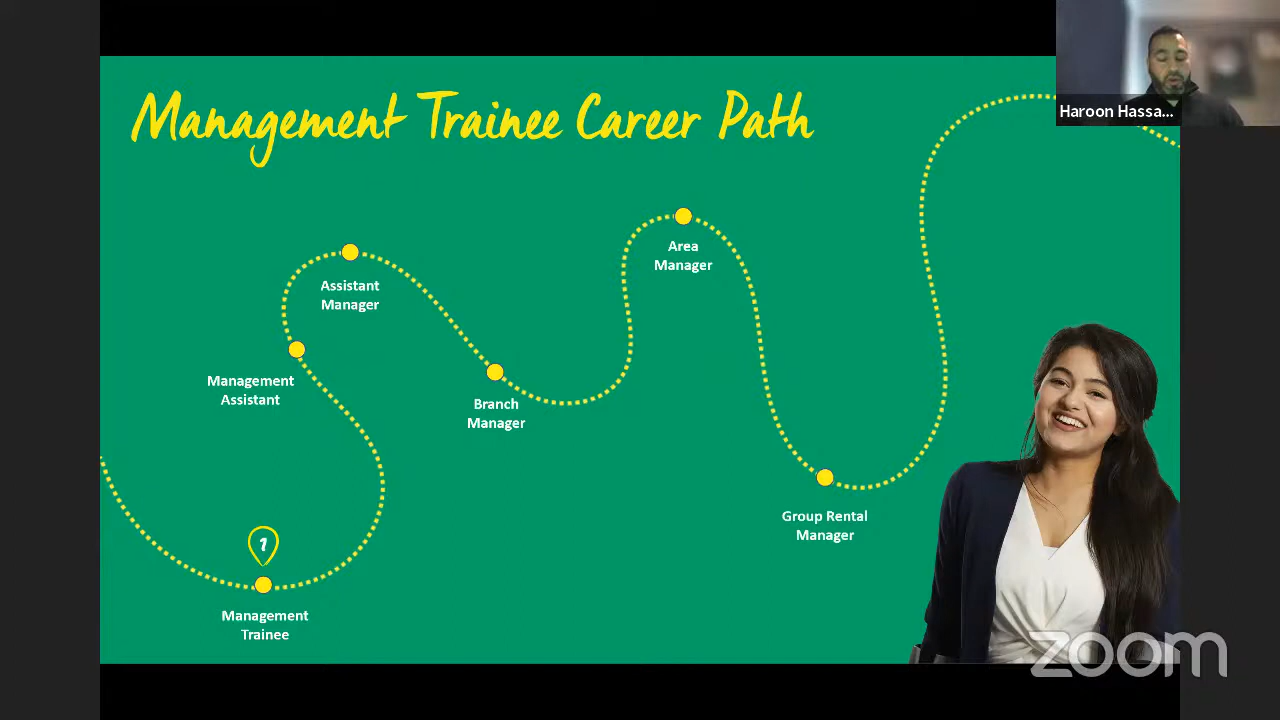 Management Trainee Career Path
Haroon Hassa...
Area
Manager
Assistant
Manager
Management
Assistant
Branch
Manager
Group Rental
Manager
1
Management
Trainee
zoom